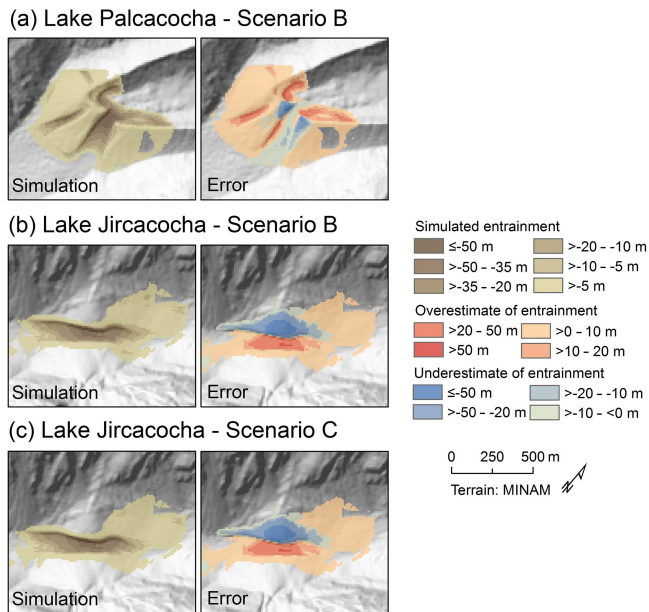 (a) Lake Palcacocha - Scenario B
Simulation
Error
(b) Lake Jircacocha - Scenario B
Simulation
Error
(c) Lake Jircacocha - Scenario C
Simulation
Error
Simulated entrainment
≤-50 m
>-20 - -10 m
>-50 - -35 m
>-10 - -5 m
>-35 - -20 m
>-5 m
Overestimate of entrainment
>20 - 50 m
>0 - 10 m
>50 m
>10 - 20 m
Underestimate of entrainment
≤-50 m
>-20 - -10 m
>-50 - -20 m
>-10 - <0 m
0 250 500 m
Terrain: MINAM
N